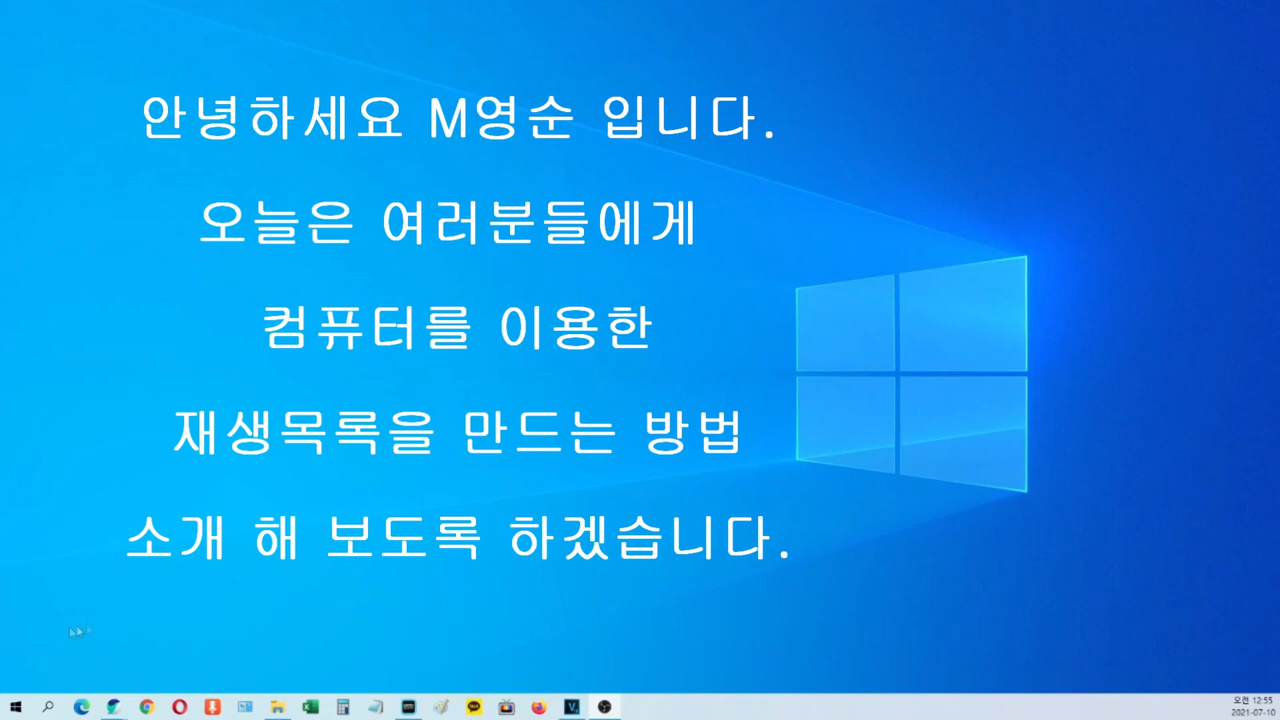 안녕하세요 M영순 입니다.
오늘은 여러분들에게
컴퓨터를 이용한
재생목록을 만드는 방법
소개 해 보도록 하겠습니다.
오전 12:55
2021-07-10